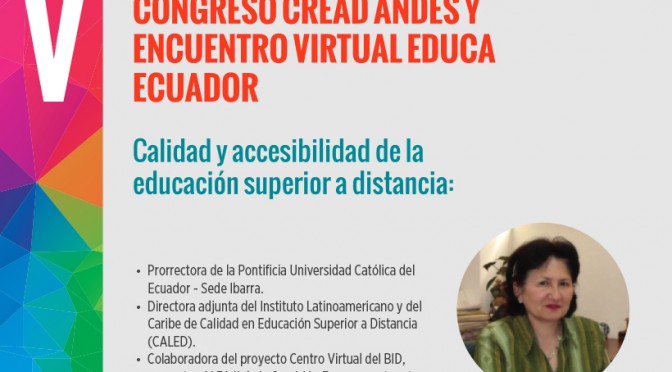 V
CONGRESO CREAD ANDES Y
ENCUENTRO VIRTUAL EDUCA
ECUADOR
Calidad y accesibilidad de la
educación superior a distancia:
• Prorrectora de la Pontificia Universidad Católica del
Ecuador - Sede Ibarra.
• Directora adjunta del Instituto Latinoamericano y del
Caribe de Calidad en Educación Superior a Distancia
(CALED).
• Colaboradora del proyecto Centro Virtual del BID,